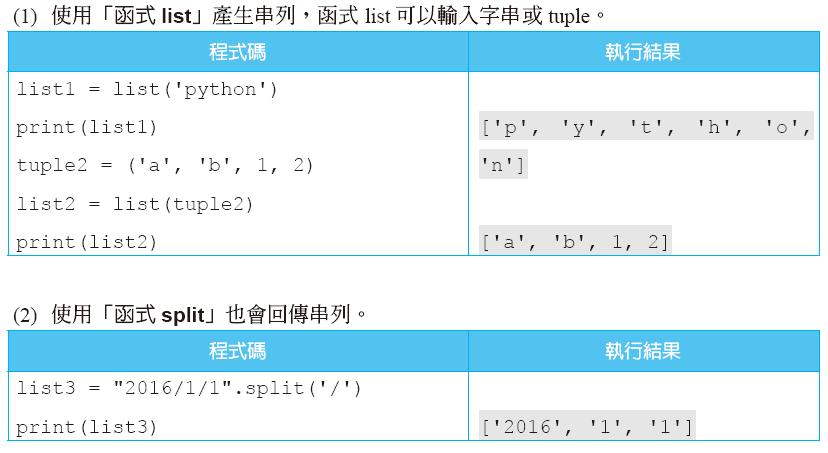 (1) 使用「函式 list」產生串列，函式 list 可以輸入字串或 tuple。
程式碼
執行結果
list1 = list('python')
print(list1)
tuple2 = ('a', 'b', 1, 2)
list2 = list(tuple2)
print(list2)
['p', 'y', 't', 'h', 'o',
'n']
['a', 'b', 1, 2]
(2) 使用「函式 split」也會回傳串列。
程式碼
執行結果
list3 = "2016/1/1".split('/')
print(list3)
['2016', '1', '1']